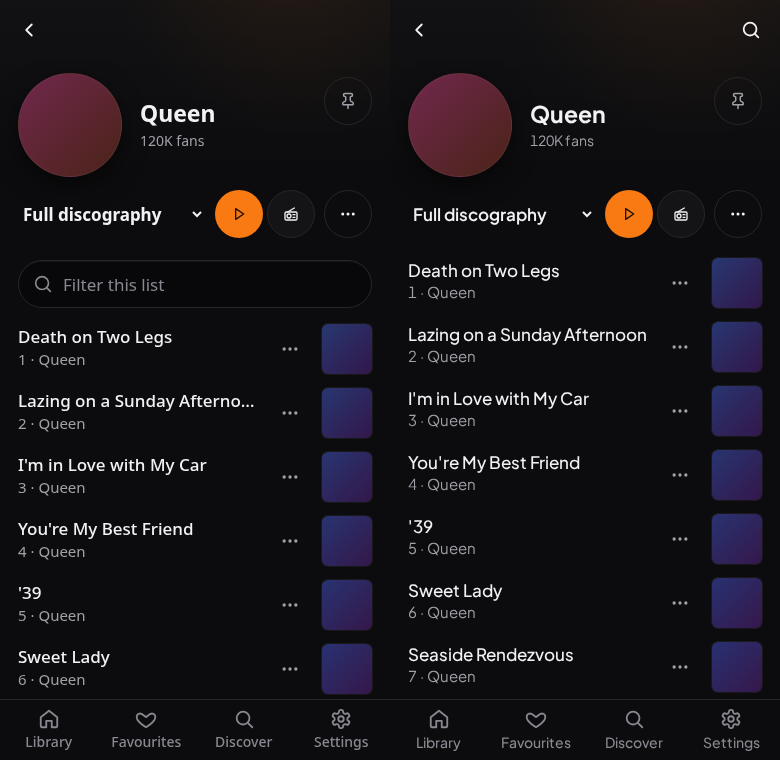 Queen
120K fans
Full discography
Filter this list
Death on Two Legs
1 · Queen
Lazing on a Sunday Afterno...
2 · Queen
I'm in Love with My Car
3 · Queen
You're My Best Friend
4 · Queen
'39
5 · Queen
Sweet Lady
6 · Queen
Library Favourites Discover Settings
Queen
120K fans
Full discography
Death on Two Legs
1 · Queen
Lazing on a Sunday Afternoon
2 · Queen
I'm in Love with My Car
3 · Queen
You're My Best Friend
4 · Queen
'39
5 · Queen
Sweet Lady
6 · Queen
Seaside Rendezvous
7 · Queen
Library Favourites Discover Settings